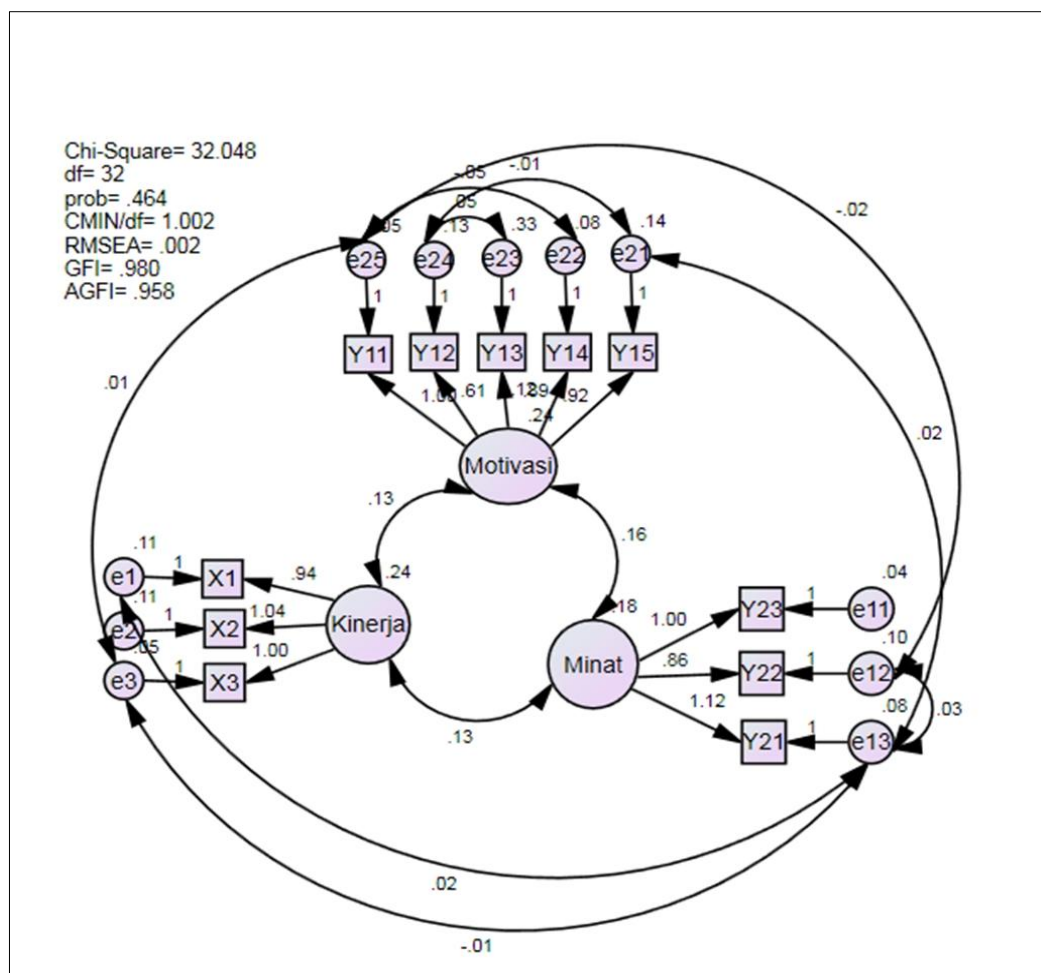 Chi-Square= 32.048
df= 32
prob= .464
CMIN/df= 1.002
RMSEA= .002
GFI= .980
AGFI= .958
-.01
-.05
.05
-.02
.13
.33
.08
.14
e25
e24
e23
e22
e21
1
1
1
1
1
Y11
Y12
Y13
Y14
Y15
.01
.61
.92
.02
.24
Motivasi
.13
.16
.11
e1
1
X1
.94
.24
.11
e2
1
X2
1.04
Kinerja
.05
e3
1
X3
1.00
.18
Minat
1.00
Y23
1
e11
.04
.86
Y22
1
e12
.10
1.12
Y21
1
e13
.08
.03
.13
.02
-.01